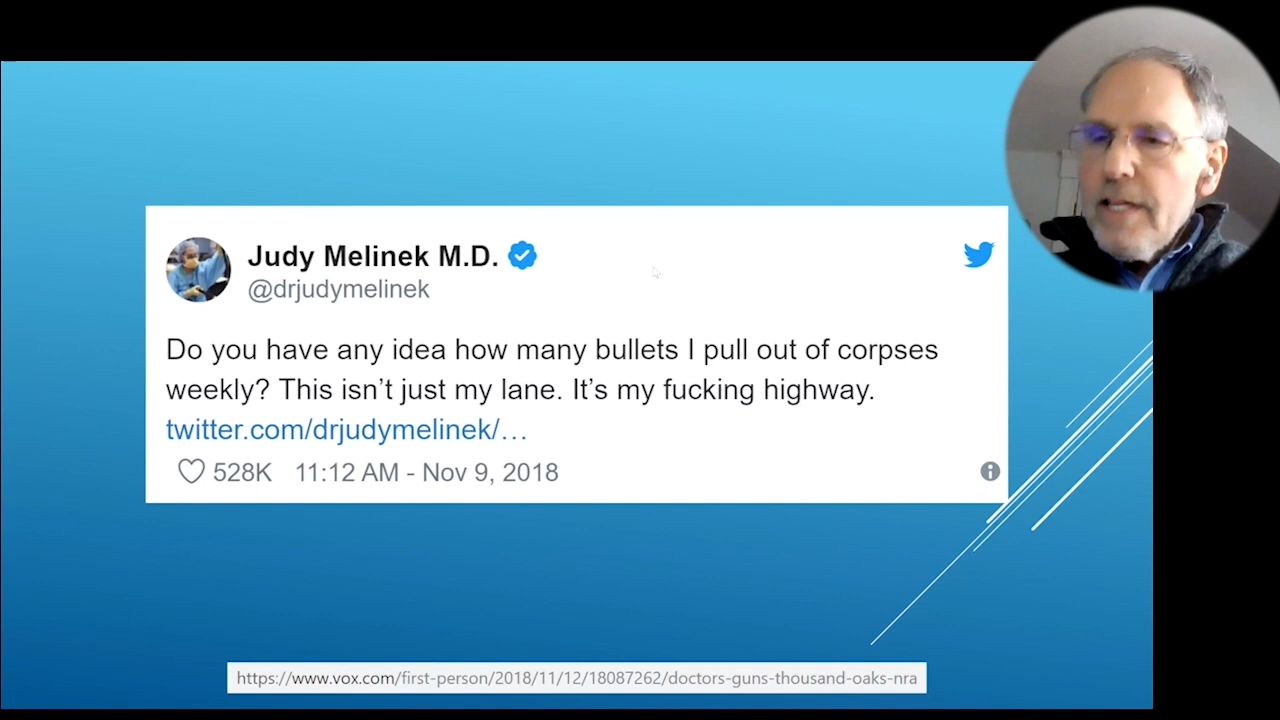 Judy Melinek M.D.
@drjudymelinek
Do you have any idea how many bullets I pull out of corpses
weekly? This isn’t just my lane. It’s my fucking highway.
twitter.com/drjudymelinek/…
528K 11:12 AM - Nov 9, 2018
https://www.vox.com/first-person/2018/11/12/18087262/doctors-guns-thousand-oaks-nra